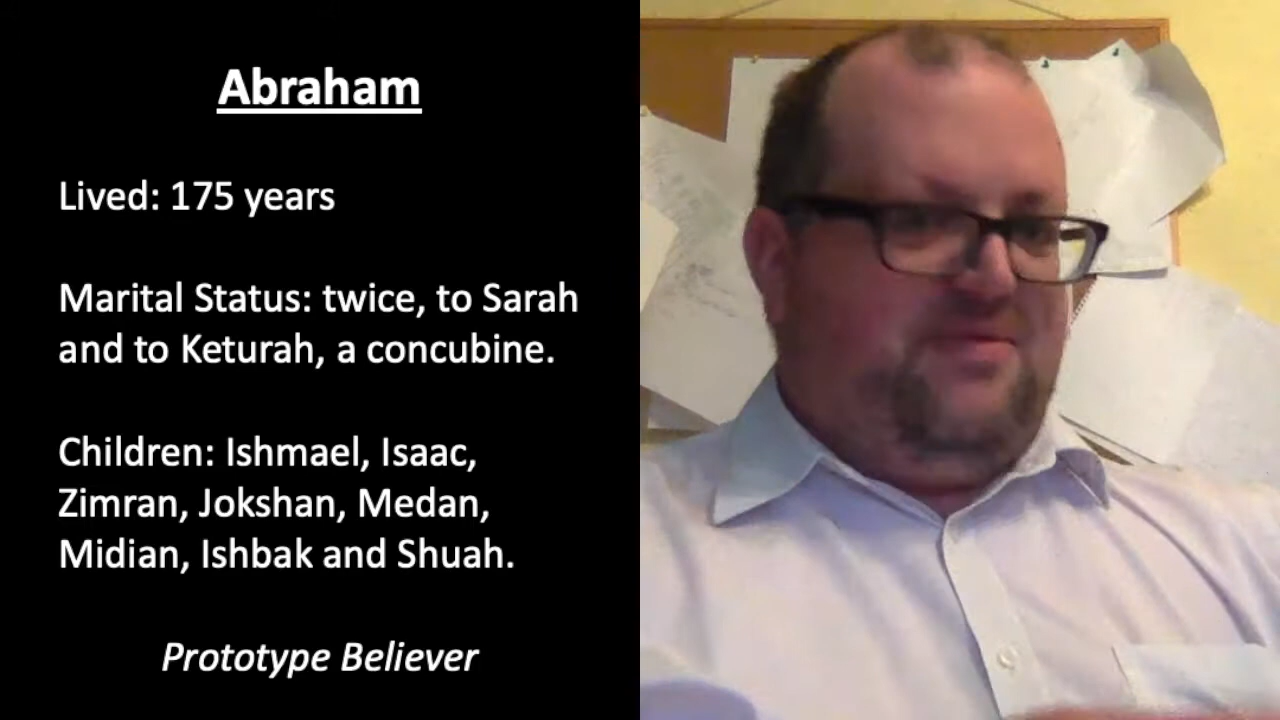 Abraham
Lived: 175 years
Marital Status: twice, to Sarah
and to Keturah, a concubine.
Children: Ishmael, Isaac,
Zimran, Jokshan, Medan,
Midian, Ishbak and Shuah.
Prototype Believer